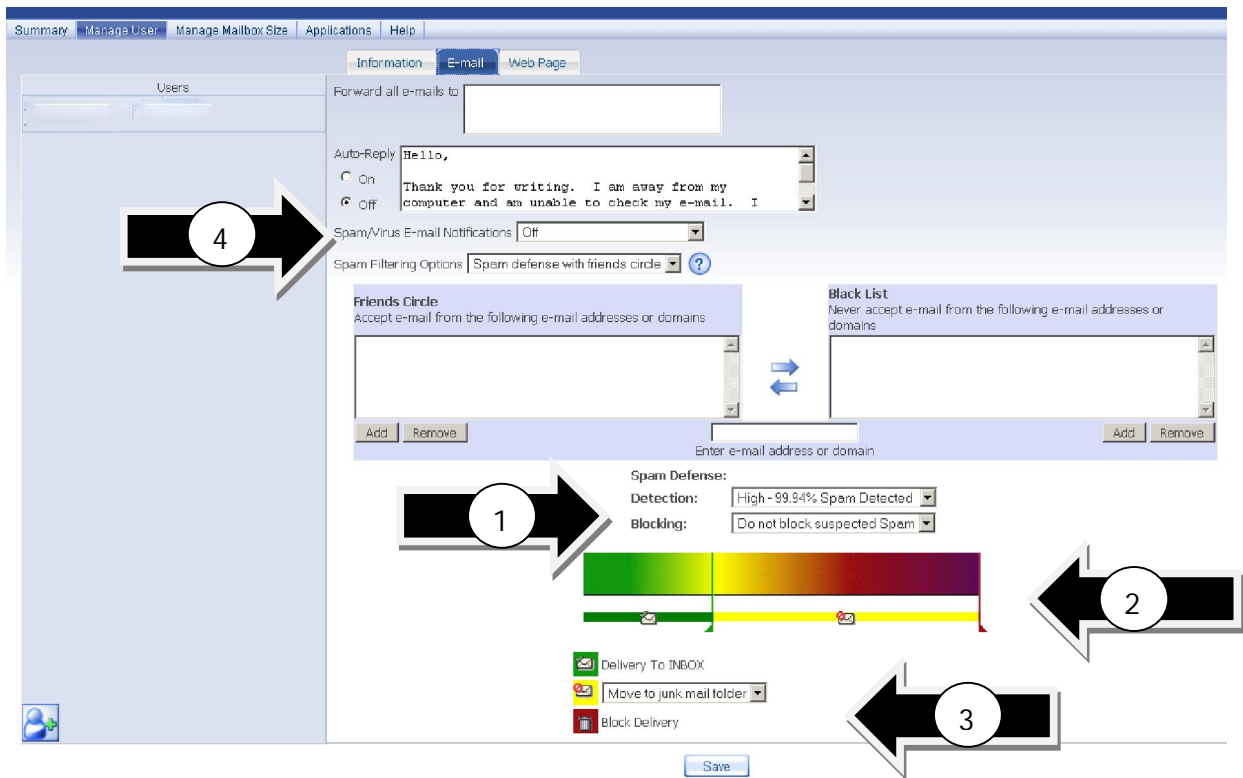 Summary Manage User Manage Mailbox Size Applications Help
Information E-mail Web Page
Users
Forward all e-mails to
Auto-Reply
On
Off
Hello,
Thank you for writing. I am away from my
computer and am unable to check my e-mail. I
4
Spam/Virus E-mail Notifications Off
Spam Filtering Options Spam defense with friends circle ?
Friends Circle
Accept e-mail from the following e-mail addresses or domains
Black List
Never accept e-mail from the following e-mail addresses or
domains
Add Remove
Enter e-mail address or domain
Add Remove
1
Spam Defense:
Detection: High - 99.94% Spam Detected
Blocking: Do not block suspected Spam
2
Delivery To INBOX
Move to junk mail folder
Block Delivery
3
Save